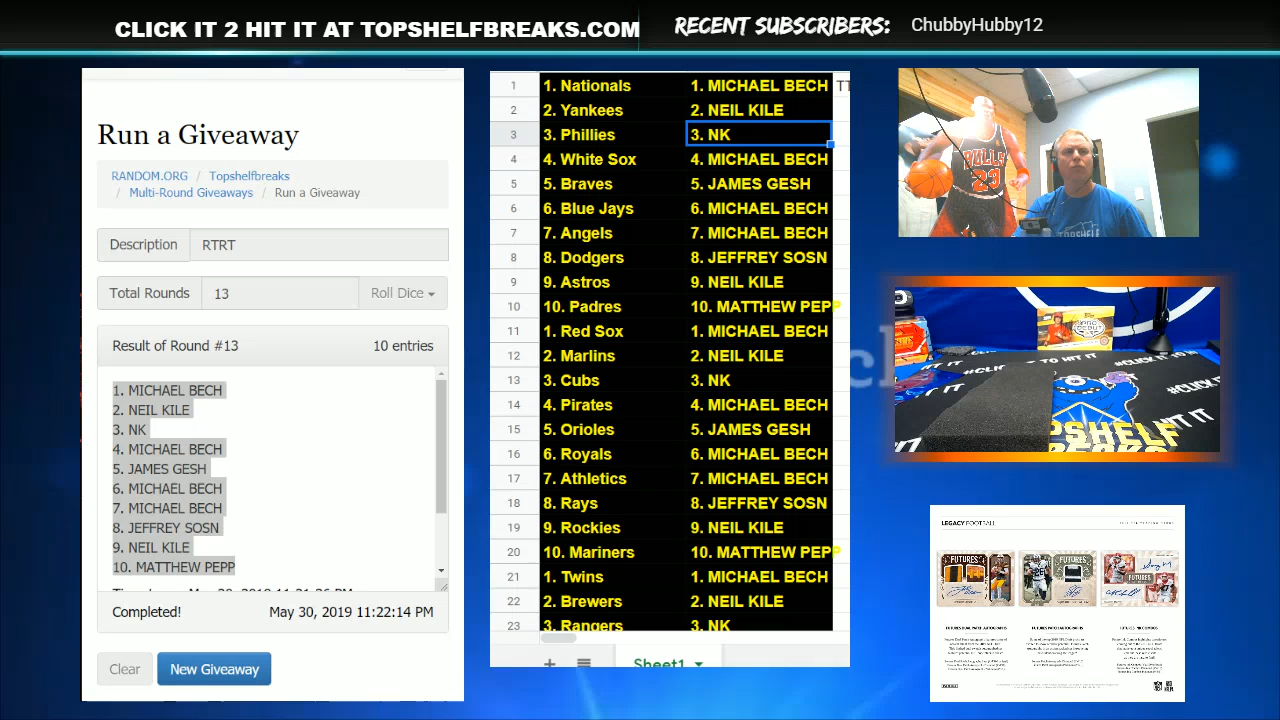 CLICK IT 2 HIT IT AT TOPSHELFBREAKS.COM
RECENT SUBSCRIBERS:
ChubbyHubby12
Run a Giveaway
RANDOM.ORG / Topshelfbreaks
/ Multi-Round Giveaways / Run a Giveaway
Description RTRT
Total Rounds 13 Roll Dice
Result of Round #13 10 entries
1. MICHAEL BECH
2. NEIL KILE
3. NK
4. MICHAEL BECH
5. JAMES GESH
6. MICHAEL BECH
7. MICHAEL BECH
8. JEFFREY SOSN
9. NEIL KILE
10. MATTHEW PEPP
Completed! May 30, 2019 11:22:14 PM
Clear New Giveaway
1 1. Nationals 1. MICHAEL BECH
2 2. Yankees 2. NEIL KILE
3 3. Phillies 3. NK
4 4. White Sox 4. MICHAEL BECH
5 5. Braves 5. JAMES GESH
6 6. Blue Jays 6. MICHAEL BECH
7 7. Angels 7. MICHAEL BECH
8 8. Dodgers 8. JEFFREY SOSN
9 9. Astros 9. NEIL KILE
10 10. Padres 10. MATTHEW PEPP
11 1. Red Sox 1. MICHAEL BECH
12 2. Marlins 2. NEIL KILE
13 3. Cubs 3. NK
14 4. Pirates 4. MICHAEL BECH
15 5. Orioles 5. JAMES GESH
16 6. Royals 6. MICHAEL BECH
17 7. Athletics 7. MICHAEL BECH
18 8. Rays 8. JEFFREY SOSN
19 9. Rockies 9. NEIL KILE
20 10. Mariners 10. MATTHEW PEPP
21 1. Twins 1. MICHAEL BECH
22 2. Brewers 2. NEIL KILE
23 3. Rangers 3. NK
Sheet1
BULLS
23
PRO
DEBUT
LEGACY FOOTBALL
FUTURES
FUTURES
FUTURES